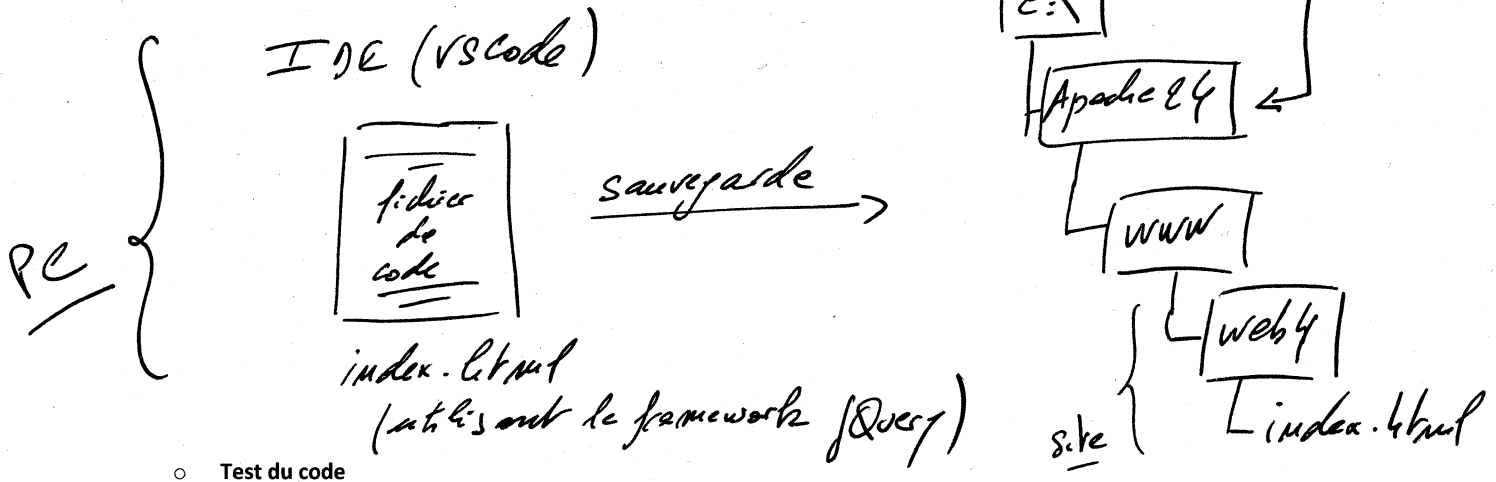 C:\
IDE (VSCode)
Apache24
fichier
de
code
sauvegarde
www
PC
web4
index.html
(utilisant le framework jQuery)
index.html
site
○ Test du code